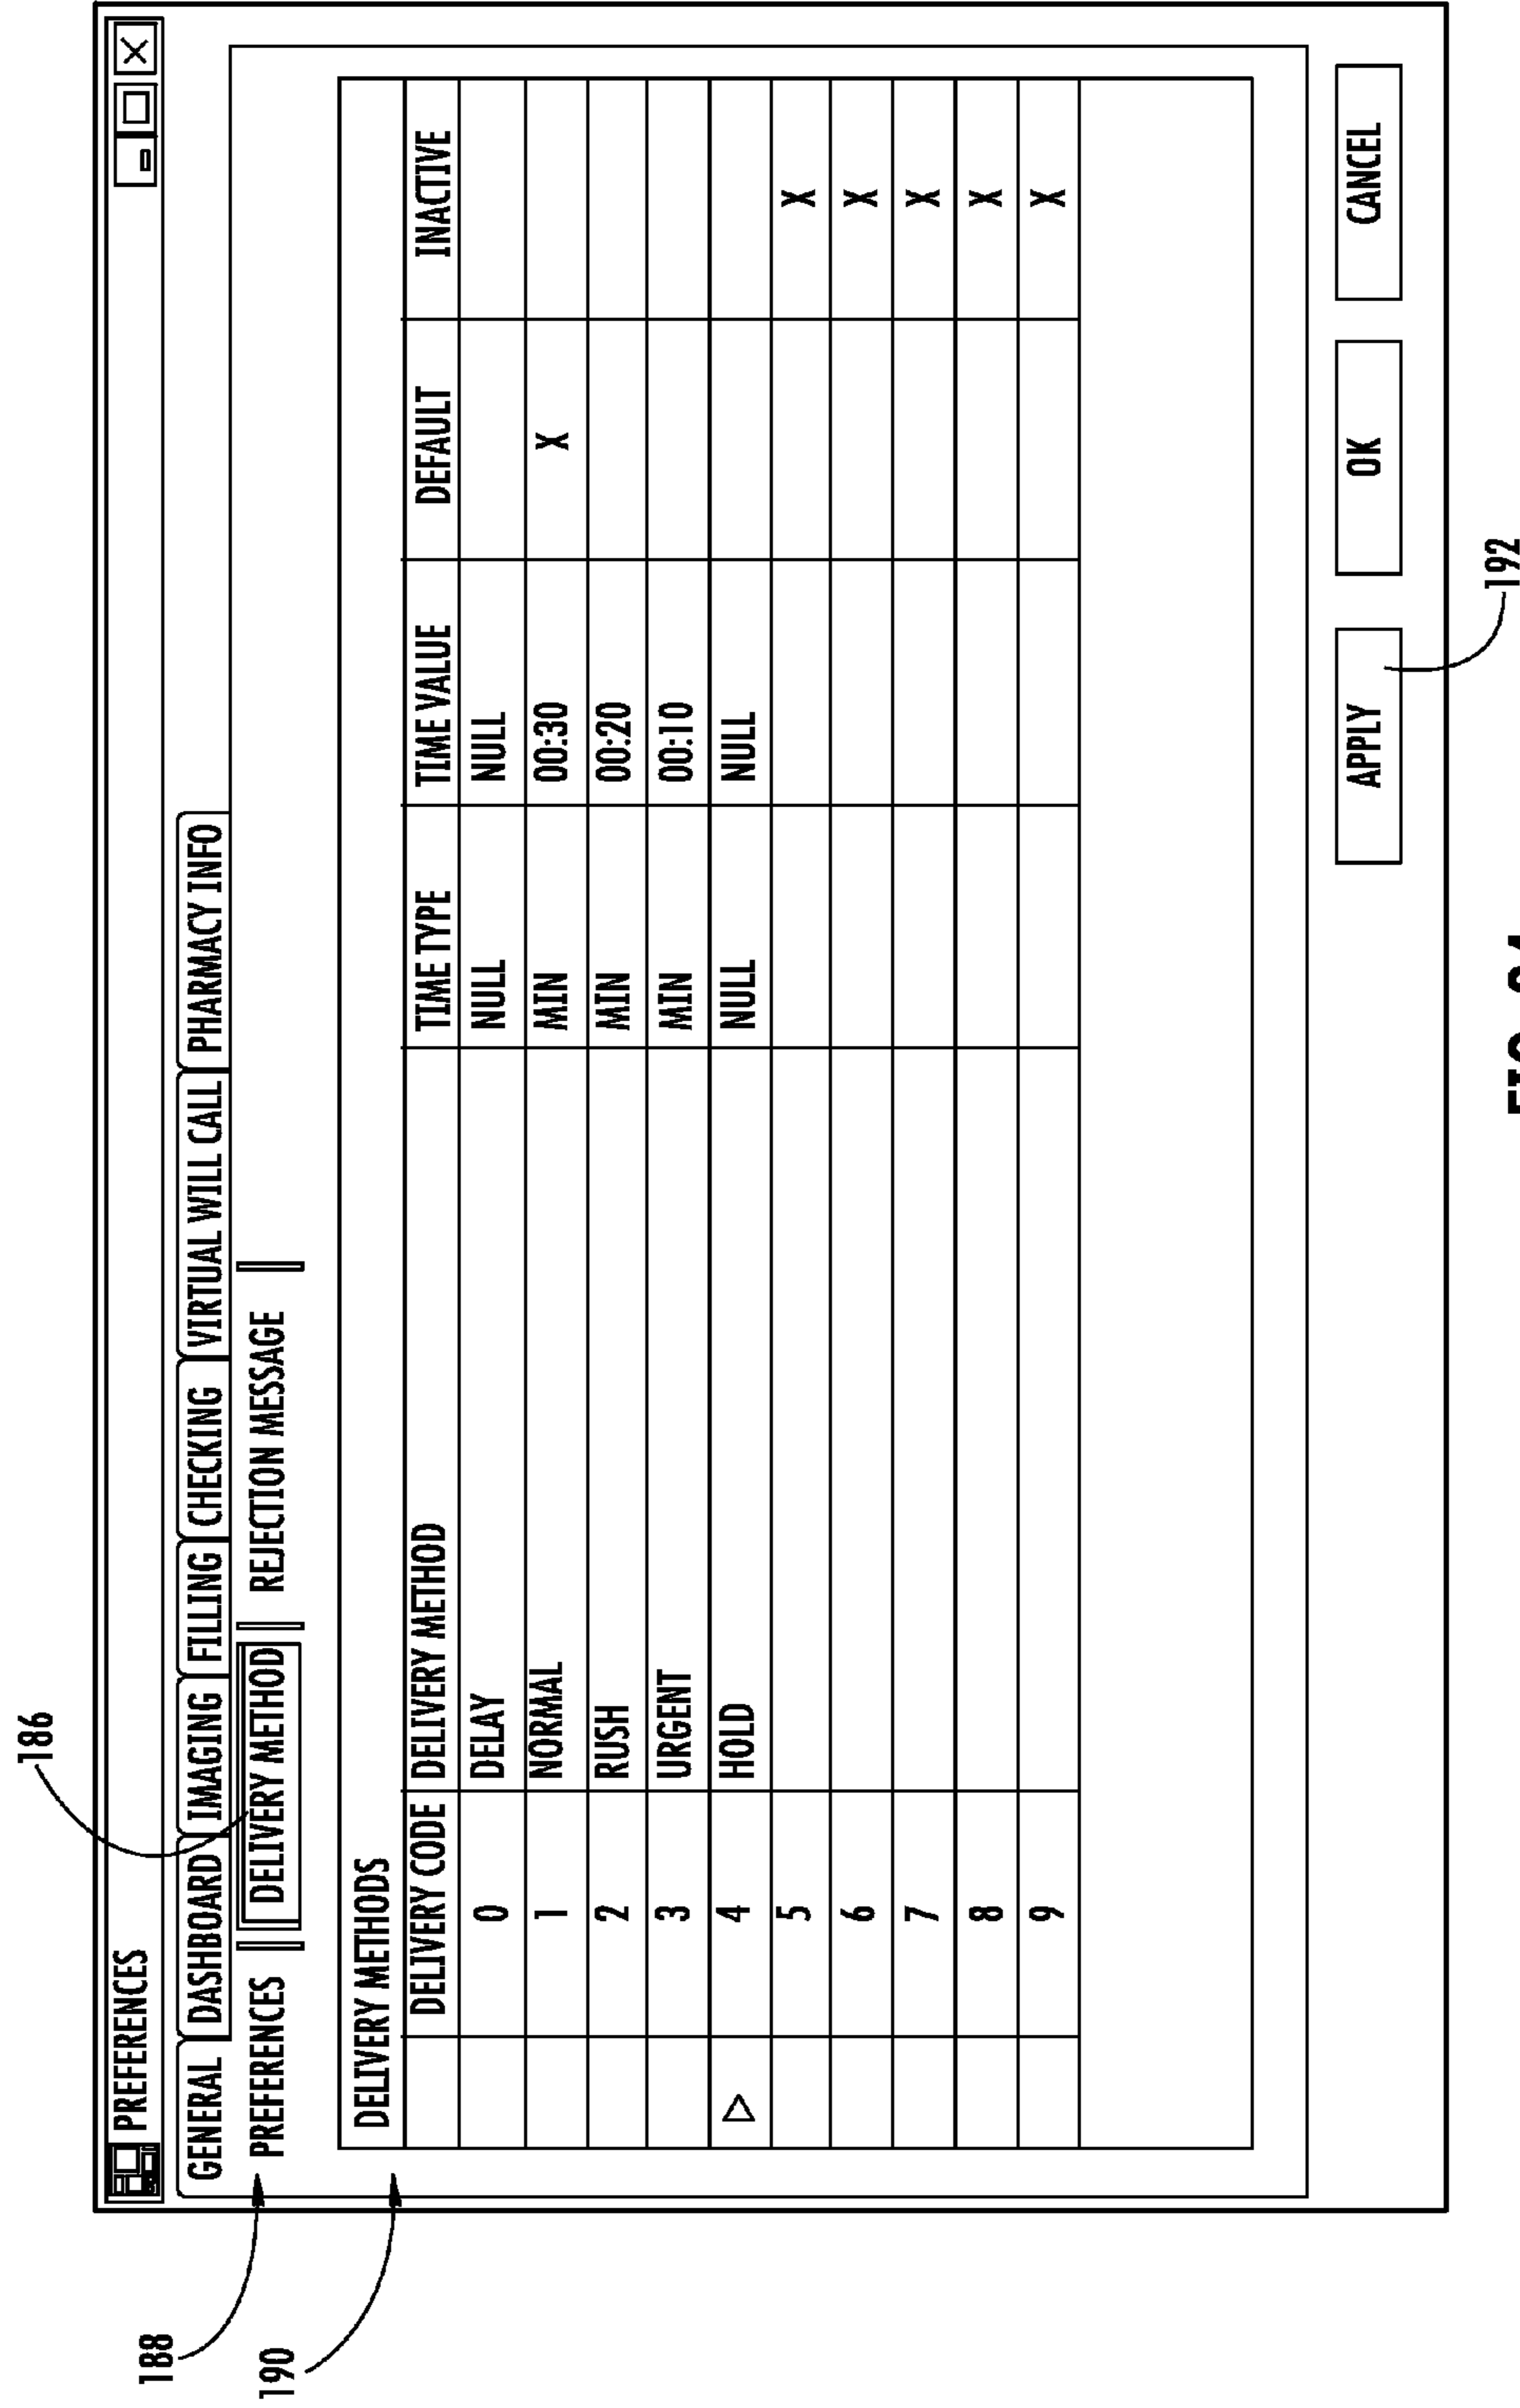 186
PREFERENCES
GENERAL DASHBOARD IMAGING FILLING CHECKING VIRTUAL WILL CALL PHARMACY INFO
188
PREFERENCES DELIVERY METHOD REJECTION MESSAGE
190
DELIVERY METHODS
DELIVERY CODE DELIVERY METHOD TIME TYPE TIME VALUE DEFAULT INACTIVE
0 DELAY NULL NULL
1 NORMAL MIN 00:30 X
2 RUSH MIN 00:20
3 URGENT MIN 00:10
4 HOLD NULL NULL
5 X
6 X
7 X
8 X
9 X
APPLY OK CANCEL
192